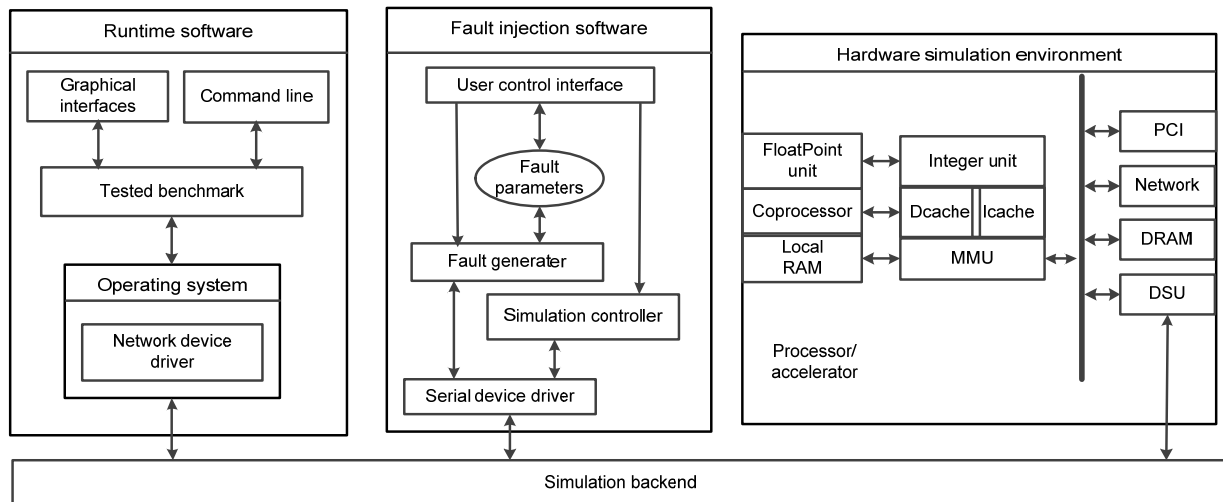 Runtime software
Graphical
interfaces
Command line
Tested benchmark
Operating system
Network device
driver
Fault injection software
User control interface
Fault
parameters
Fault generater
Simulation controller
Serial device driver
Hardware simulation environment
FloatPoint
unit
Coprocessor
Local
RAM
Integer unit
Dcache
Icache
MMU
Processor/
accelerator
PCI
Network
DRAM
DSU
Simulation backend